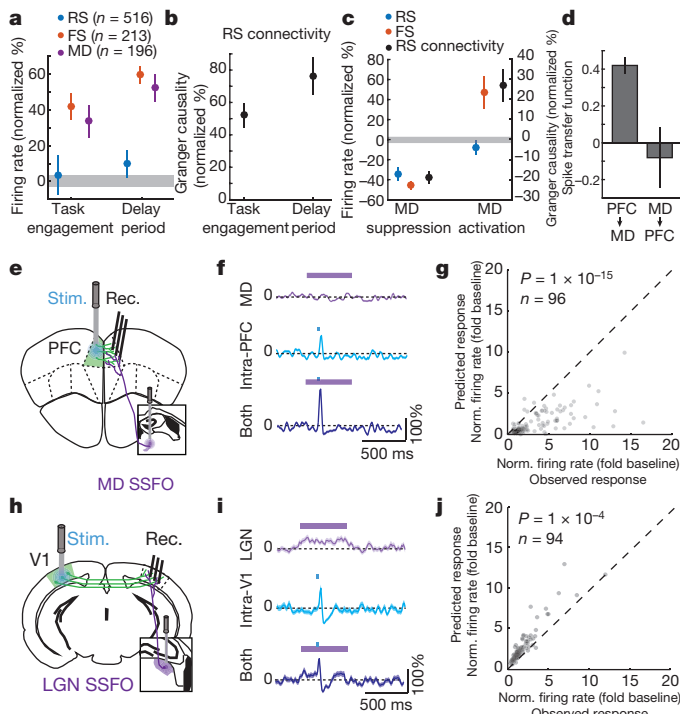 a
RS (n = 516)
FS (n = 213)
MD (n = 196)
Firing rate (normalized %)
60
40
20
0
Task engagement
Delay period
b
RS connectivity
Granger causality (normalized %)
80
60
40
20
0
Task engagement
Delay period
c
RS
FS
RS connectivity
Firing rate (normalized %)
80
60
40
20
0
−20
−40
−60
40
30
20
10
0
−10
−20
−30
Granger causality (normalized %)
MD suppression
MD activation
d
Spike transfer function
0.4
0.2
0
−0.2
PFC
MD
MD
PFC
e
Stim.
Rec.
PFC
MD SSFO
f
MD
0
Intra-PFC
0
Both
0
100%
500 ms
g
P = 1 × 10−15
n = 96
Predicted response
Norm. firing rate (fold baseline)
20
15
10
5
0
0 5 10 15 20
Norm. firing rate (fold baseline)
Observed response
h
V1
Stim.
Rec.
LGN SSFO
i
LGN
0
Intra-V1
0
Both
0
100%
500 ms
j
P = 1 × 10−4
n = 94
Predicted response
Norm. firing rate (fold baseline)
20
15
10
5
0
0 5 10 15 20
Norm. firing rate (fold baseline)
Observed response